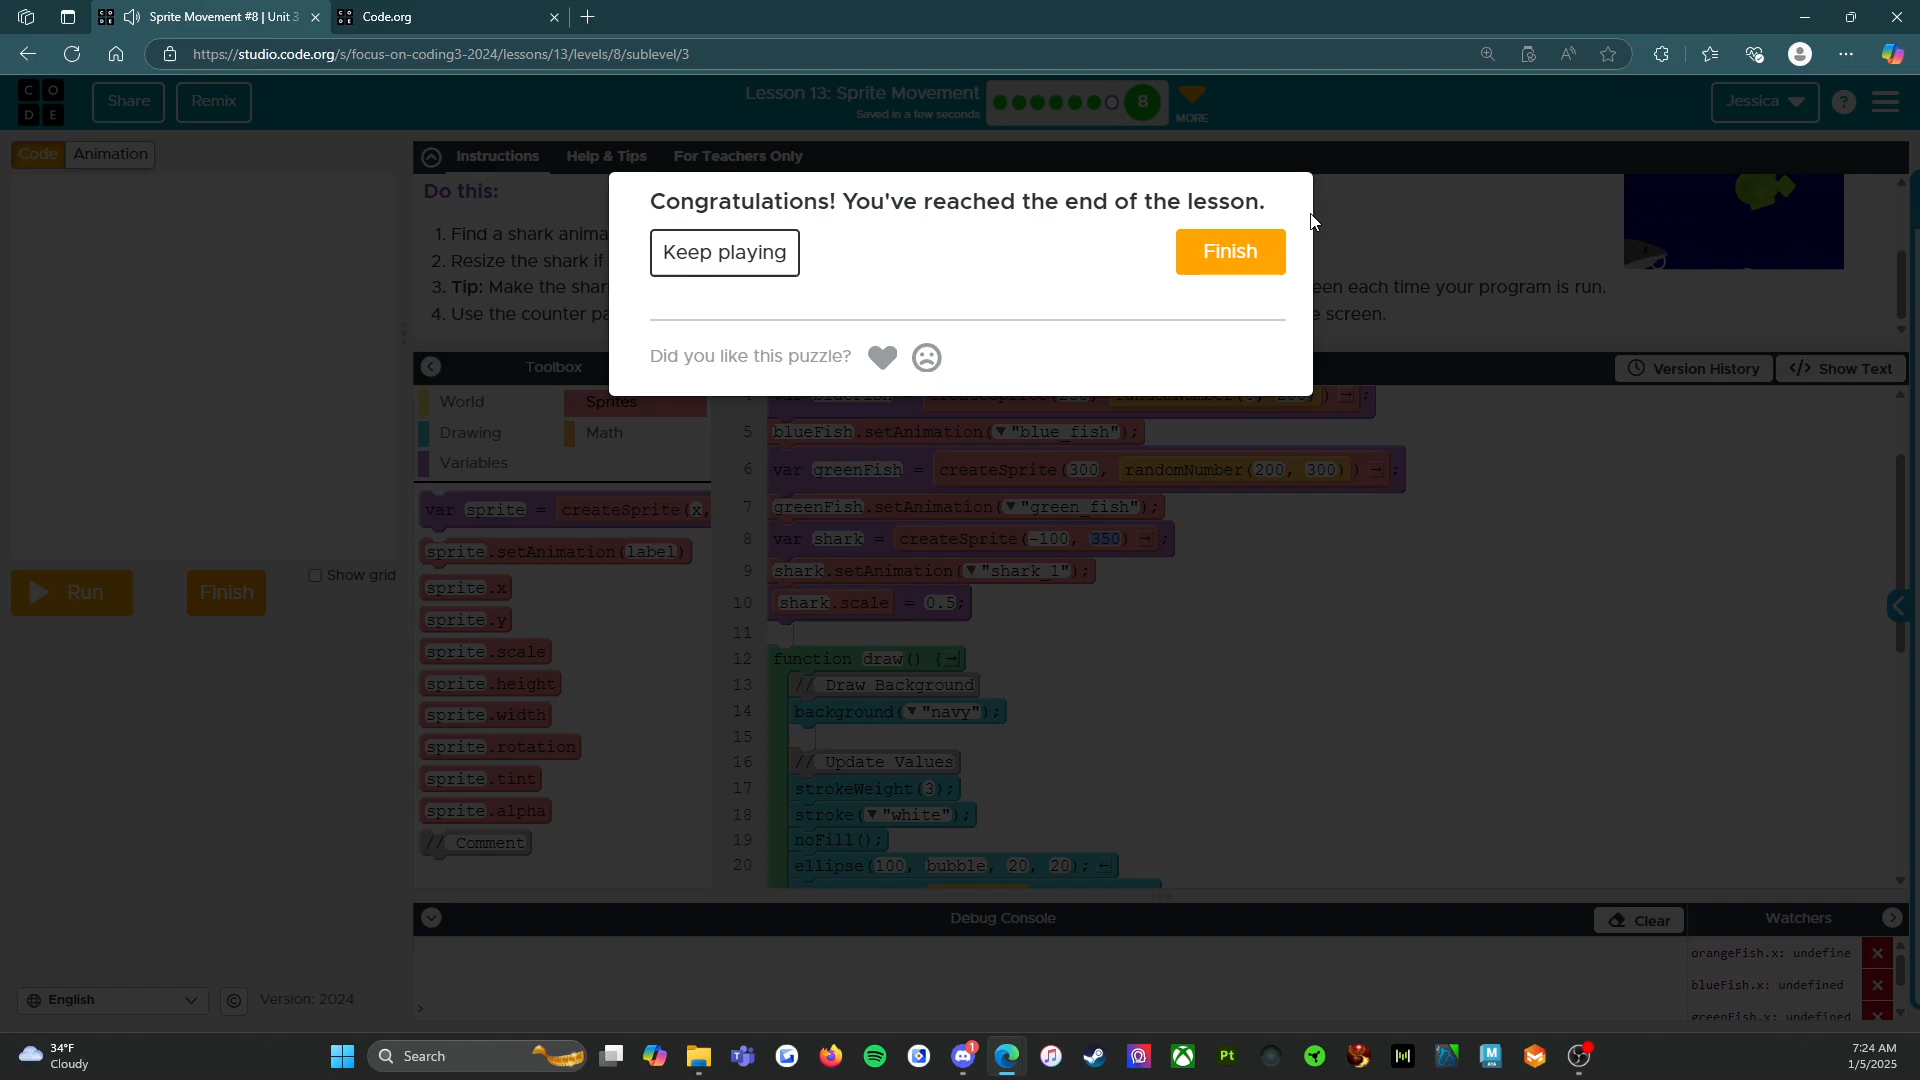 Sprite Movement #8 | Unit 3
Code.org
https://studio.code.org/s/focus-on-coding3-2024/lessons/13/levels/8/sublevel/3
C O
D E
Share
Remix
Lesson 13: Sprite Movement
Saved in a few seconds
8
MORE
Jessica
?
Code
Animation
Instructions
Help & Tips
For Teachers Only
Do this:
1. Find a shark anima
2. Resize the shark if
3. Tip: Make the shar
4. Use the counter pa
een each time your program is run.
e screen.
Congratulations! You've reached the end of the lesson.
Keep playing
Finish
Did you like this puzzle?
Toolbox
Version History
</> Show Text
World
Sprites
Drawing
Math
Variables
var sprite = createSprite(x,
sprite.setAnimation(label)
sprite.x
sprite.y
sprite.scale
sprite.height
sprite.width
sprite.rotation
sprite.tint
sprite.alpha
// Comment
5 blueFish.setAnimation("blue_fish");
6 var greenFish = createSprite(300, randomNumber(200, 300));
7 greenFish.setAnimation("green_fish");
8 var shark = createSprite(-100, 350);
9 shark.setAnimation("shark_1");
10 shark.scale = 0.5;
11
12 function draw() {
13 // Draw Background
14 background("navy");
15
16 // Update Values
17 strokeWeight(3);
18 stroke("white");
19 noFill();
20 ellipse(100, bubble, 20, 20);
Run
Finish
Show grid
Debug Console
Clear
Watchers
orangeFish.x: undefine
blueFish.x: undefined
greenFish.x: undefined
>
English
©
Version: 2024
34°F
Cloudy
Search
1
Pt
M
7:24 AM
1/5/2025